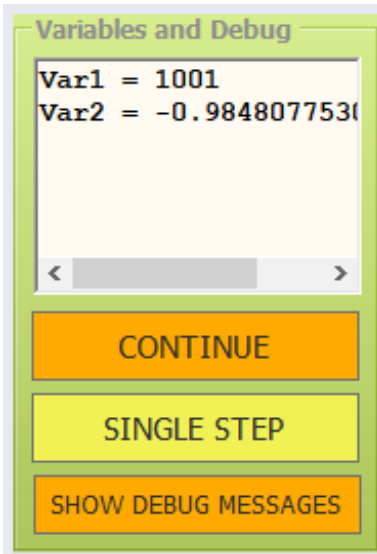 Variables and Debug
Var1 = 1001
Var2 = -0.984807753
CONTINUE
SINGLE STEP
SHOW DEBUG MESSAGES